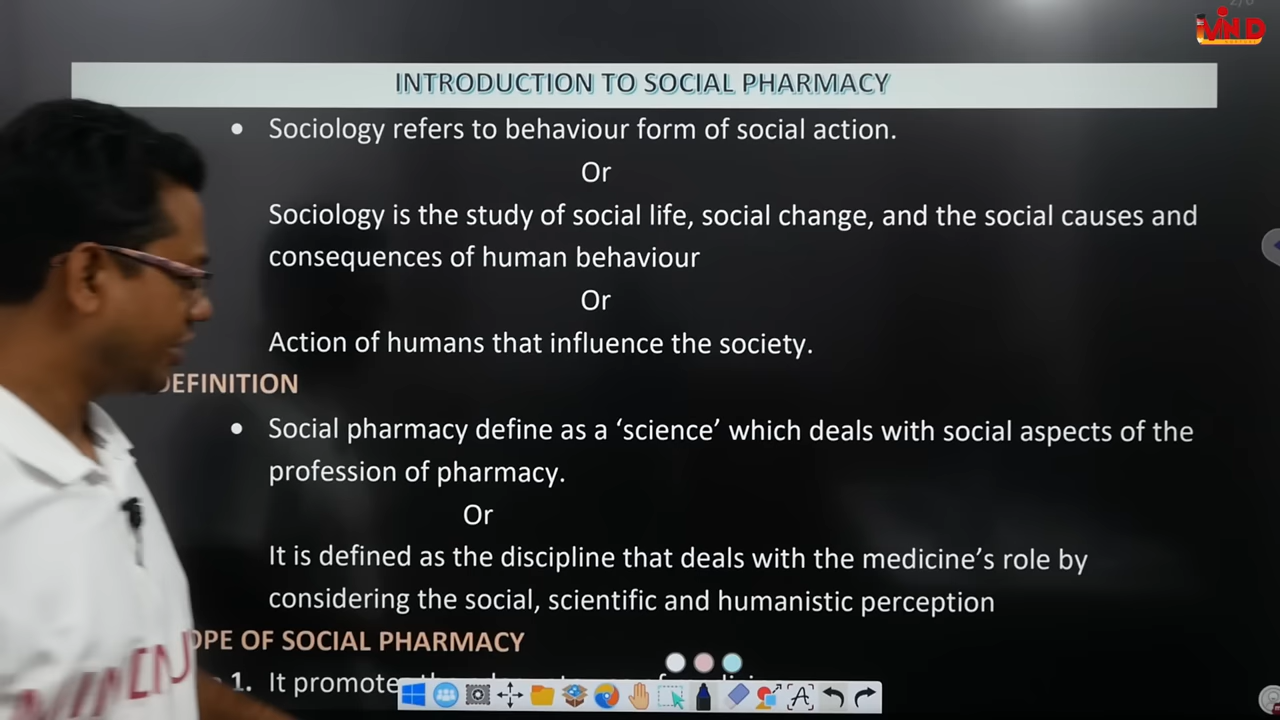 INTRODUCTION TO SOCIAL PHARMACY
• Sociology refers to behaviour form of social action.
Or
Sociology is the study of social life, social change, and the social causes and
consequences of human behaviour
Or
Action of humans that influence the society.
DEFINITION
• Social pharmacy define as a ‘science’ which deals with social aspects of the
profession of pharmacy.
Or
It is defined as the discipline that deals with the medicine’s role by
considering the social, scientific and humanistic perception
OPE OF SOCIAL PHARMACY
1. It promote